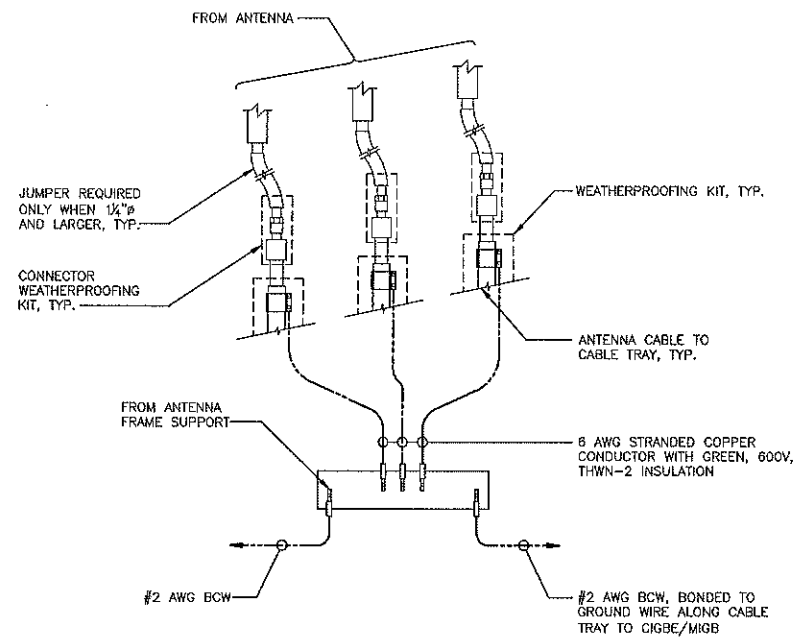 FROM ANTENNA
JUMPER REQUIRED
ONLY WHEN 1¼"ø
AND LARGER, TYP.
CONNECTOR
WEATHERPROOFING
KIT, TYP.
WEATHERPROOFING KIT, TYP.
ANTENNA CABLE TO
CABLE TRAY, TYP.
FROM ANTENNA
FRAME SUPPORT
6 AWG STRANDED COPPER
CONDUCTOR WITH GREEN, 600V,
THWN-2 INSULATION
#2 AWG BCW
#2 AWG BCW, BONDED TO
GROUND WIRE ALONG CABLE
TRAY TO CIGBE/MIGB